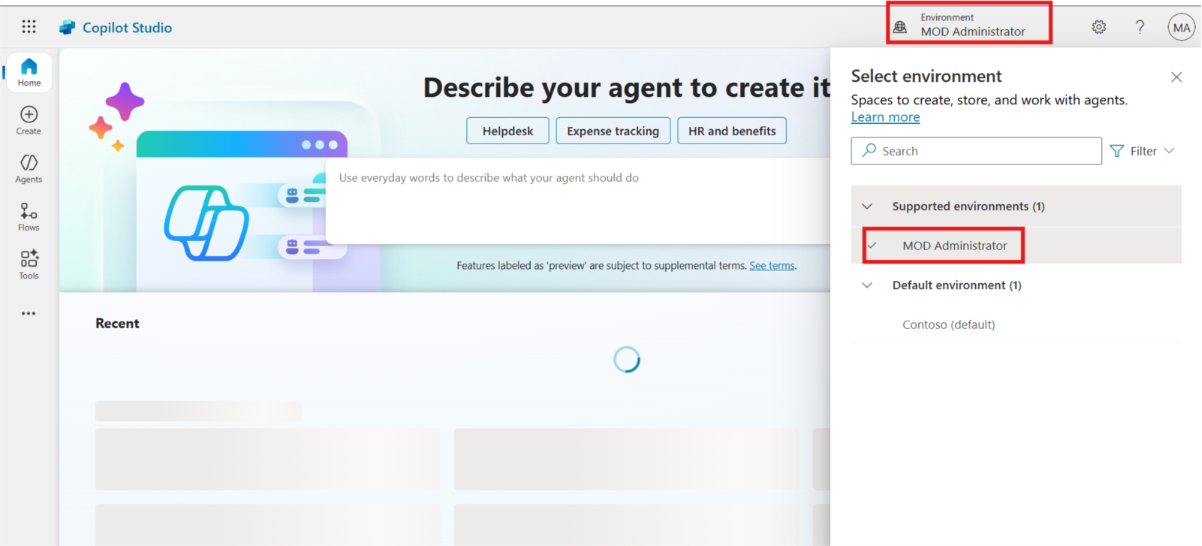 Copilot Studio
Environment
MOD Administrator
MA
Home
Create
Agents
Flows
Tools
Describe your agent to create it
Helpdesk
Expense tracking
HR and benefits
Use everyday words to describe what your agent should do
Features labeled as 'preview' are subject to supplemental terms. See terms.
Recent
Select environment
Spaces to create, store, and work with agents.
Learn more
Search
Filter
Supported environments (1)
MOD Administrator
Default environment (1)
Contoso (default)